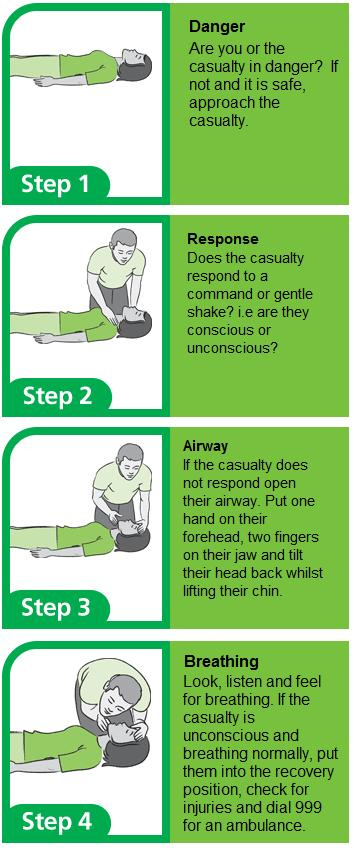 Danger
Are you or the
casualty in danger?  If
not and it is safe,
approach the
casualty.
Step 1
Response
Does the casualty
respond to a
command or gentle
shake? i.e are they
conscious or
unconscious?
Step 2
Airway
If the casualty does
not respond open
their airway. Put one
hand on their
forehead, two fingers
on their jaw and tilt
their head back whilst
lifting their chin.
Step 3
Breathing
Look, listen and feel
for breathing. If the
casualty is
unconscious and
breathing normally, put
them into the recovery
position, check for
injuries and dial 999
for an ambulance.
Step 4